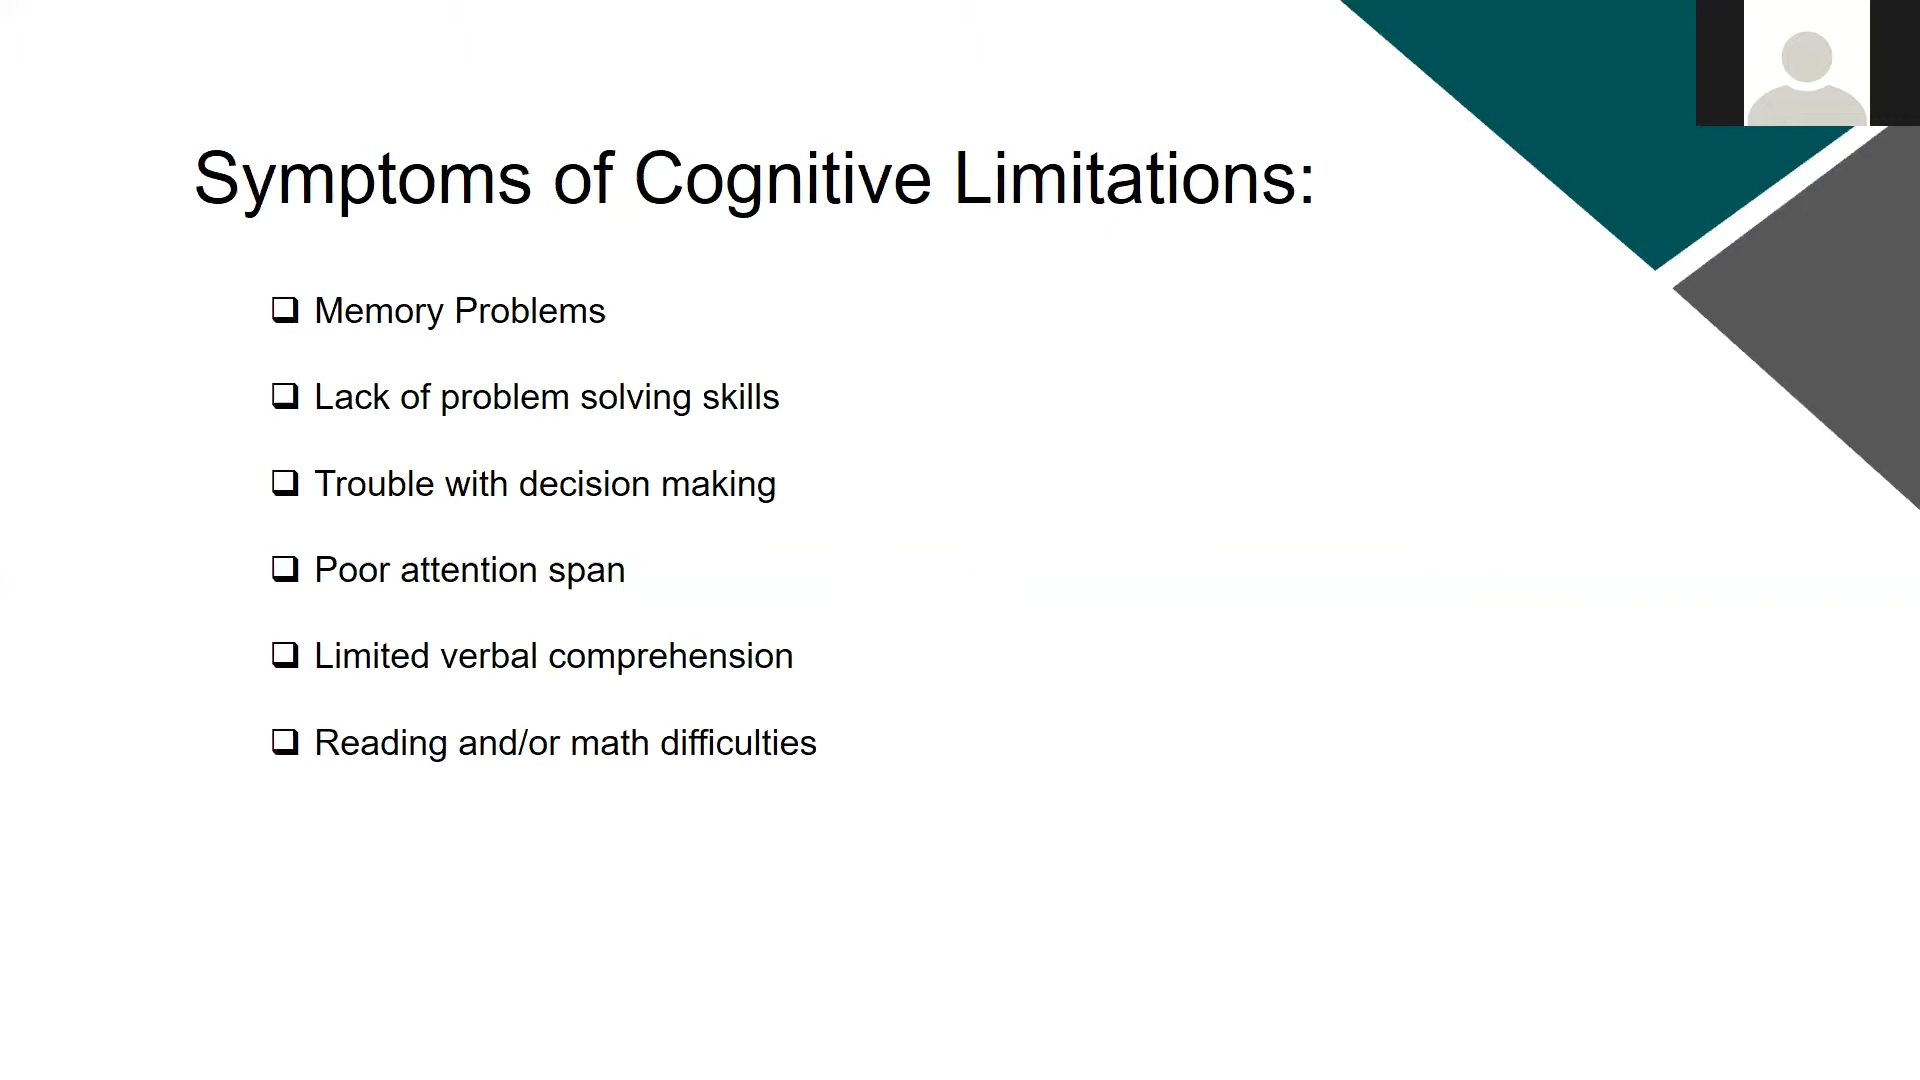 Symptoms of Cognitive Limitations:
Memory Problems
Lack of problem solving skills
Trouble with decision making
Poor attention span
Limited verbal comprehension
Reading and/or math difficulties